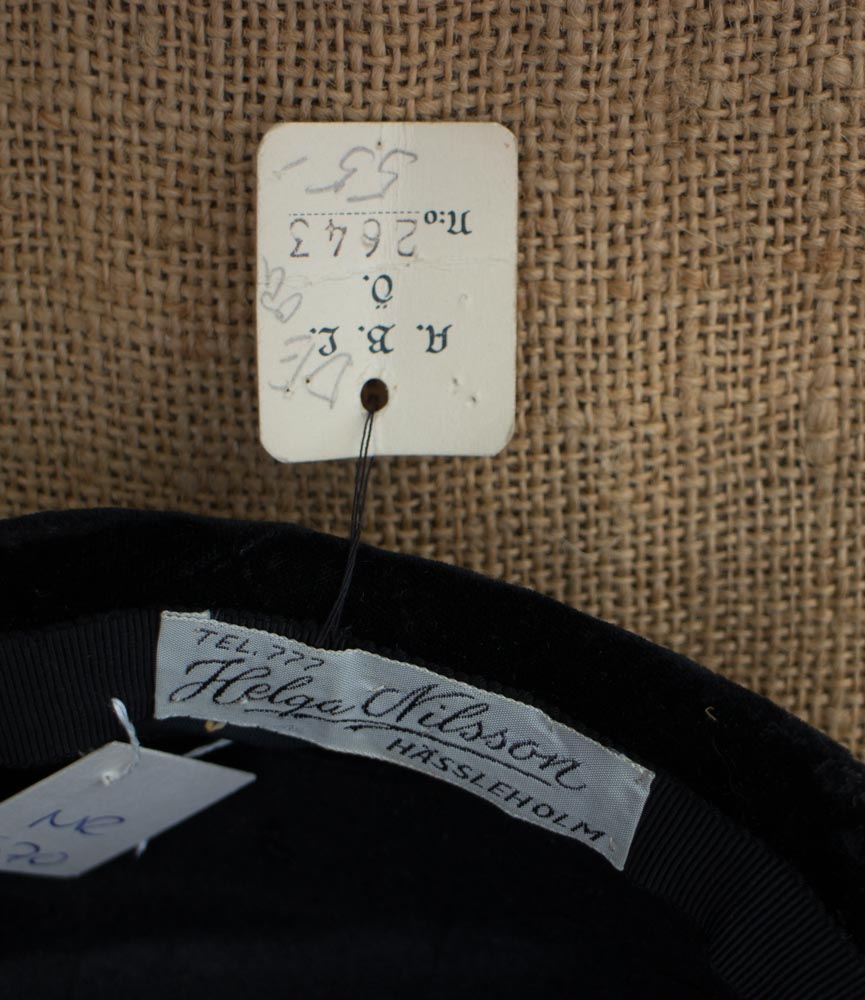 A. B. L.
Ö.
N:o 2643
55-
TEL. 777
Helga Nilsson
HÄSSLEHOLM